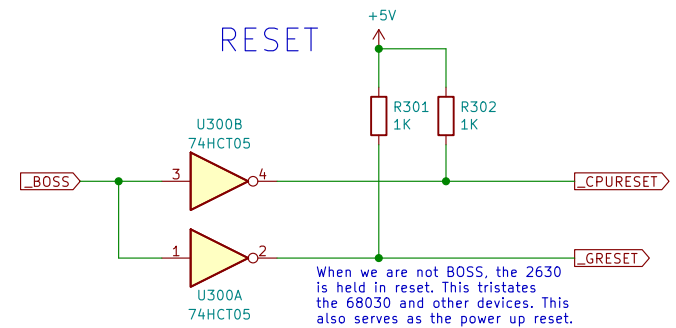 +5V
RESET
R301
1K
R302
1K
U300B
74HCT05
_BOSS
3
4
_CPURESET
1
2
_GRESET
U300A
74HCT05
When we are not BOSS, the 2630
is held in reset. This tristates
the 68030 and other devices. This
also serves as the power up reset.